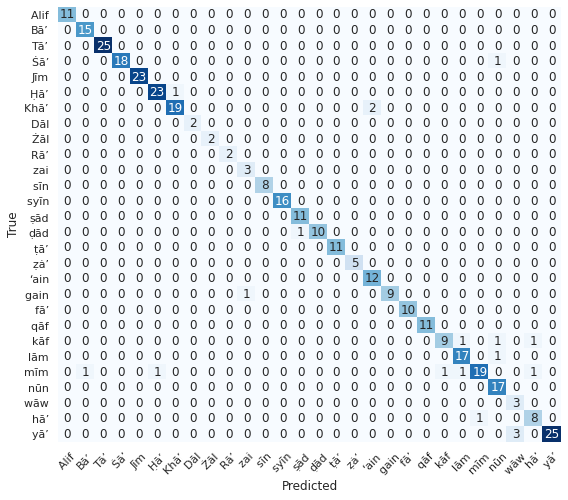 Alif 11 0 0 0 0 0 0 0 0 0 0 0 0 0 0 0 0 0 0 0 0 0 0 0 0 0 0 0
Bā’ 0 15 0 0 0 0 0 0 0 0 0 0 0 0 0 0 0 0 0 0 0 0 0 0 0 0 0 0
Tā’ 0 0 25 0 0 0 0 0 0 0 0 0 0 0 0 0 0 0 0 0 0 0 0 0 0 0 0 0
Ṡā’ 0 0 0 18 0 0 0 0 0 0 0 0 0 0 0 0 0 0 0 0 0 0 0 0 1 0 0 0
Jīm 0 0 0 0 23 0 0 0 0 0 0 0 0 0 0 0 0 0 0 0 0 0 0 0 0 0 0 0
Ḥā’ 0 0 0 0 0 23 1 0 0 0 0 0 0 0 0 0 0 0 0 0 0 0 0 0 0 0 0 0
Khā’ 0 0 0 0 0 0 19 0 0 0 0 0 0 0 0 0 0 2 0 0 0 0 0 0 0 0 0 0
Dāl 0 0 0 0 0 0 0 2 0 0 0 0 0 0 0 0 0 0 0 0 0 0 0 0 0 0 0 0
Żāl 0 0 0 0 0 0 0 0 2 0 0 0 0 0 0 0 0 0 0 0 0 0 0 0 0 0 0 0
Rā’ 0 0 0 0 0 0 0 0 0 2 0 0 0 0 0 0 0 0 0 0 0 0 0 0 0 0 0 0
zai 0 0 0 0 0 0 0 0 0 0 3 0 0 0 0 0 0 0 0 0 0 0 0 0 0 0 0 0
sīn 0 0 0 0 0 0 0 0 0 0 0 8 0 0 0 0 0 0 0 0 0 0 0 0 0 0 0 0
syīn 0 0 0 0 0 0 0 0 0 0 0 0 16 0 0 0 0 0 0 0 0 0 0 0 0 0 0 0
ṣād 0 0 0 0 0 0 0 0 0 0 0 0 0 11 0 0 0 0 0 0 0 0 0 0 0 0 0 0
ḍād 0 0 0 0 0 0 0 0 0 0 0 0 0 1 10 0 0 0 0 0 0 0 0 0 0 0 0 0
ṭā’ 0 0 0 0 0 0 0 0 0 0 0 0 0 0 0 11 0 0 0 0 0 0 0 0 0 0 0 0
ẓȧ’ 0 0 0 0 0 0 0 0 0 0 0 0 0 0 0 0 5 0 0 0 0 0 0 0 0 0 0 0
‘ain 0 0 0 0 0 0 0 0 0 0 0 0 0 0 0 0 0 12 0 0 0 0 0 0 0 0 0 0
gain 0 0 0 0 0 0 0 0 0 0 1 0 0 0 0 0 0 0 9 0 0 0 0 0 0 0 0 0
fā’ 0 0 0 0 0 0 0 0 0 0 0 0 0 0 0 0 0 0 0 10 0 0 0 0 0 0 0 0
qāf 0 0 0 0 0 0 0 0 0 0 0 0 0 0 0 0 0 0 0 0 11 0 0 0 0 0 0 0
kāf 0 0 0 0 0 0 0 0 0 0 0 0 0 0 0 0 0 0 0 0 0 9 1 0 1 0 1 0
lām 0 0 0 0 0 0 0 0 0 0 0 0 0 0 0 0 0 0 0 0 0 0 17 0 1 0 0 0
mīm 0 1 0 0 0 1 0 0 0 0 0 0 0 0 0 0 0 0 0 0 0 1 1 19 0 0 1 0
nūn 0 0 0 0 0 0 0 0 0 0 0 0 0 0 0 0 0 0 0 0 0 0 0 0 17 0 0 0
wāw 0 0 0 0 0 0 0 0 0 0 0 0 0 0 0 0 0 0 0 0 0 0 0 0 0 3 0 0
hā’ 0 0 0 0 0 0 0 0 0 0 0 0 0 0 0 0 0 0 0 0 0 0 0 1 0 0 8 0
yā’ 0 0 0 0 0 0 0 0 0 0 0 0 0 0 0 0 0 0 0 0 0 0 0 0 0 3 0 25
True
Alif Bā’ Tā’ Ṡā’ Jīm Ḥā’ Khā’ Dāl Żāl Rā’ zai sīn syīn ṣād ḍād ṭā’ ẓȧ’ ‘ain gain fā’ qāf kāf lām mīm nūn wāw hā’ yā’
Predicted